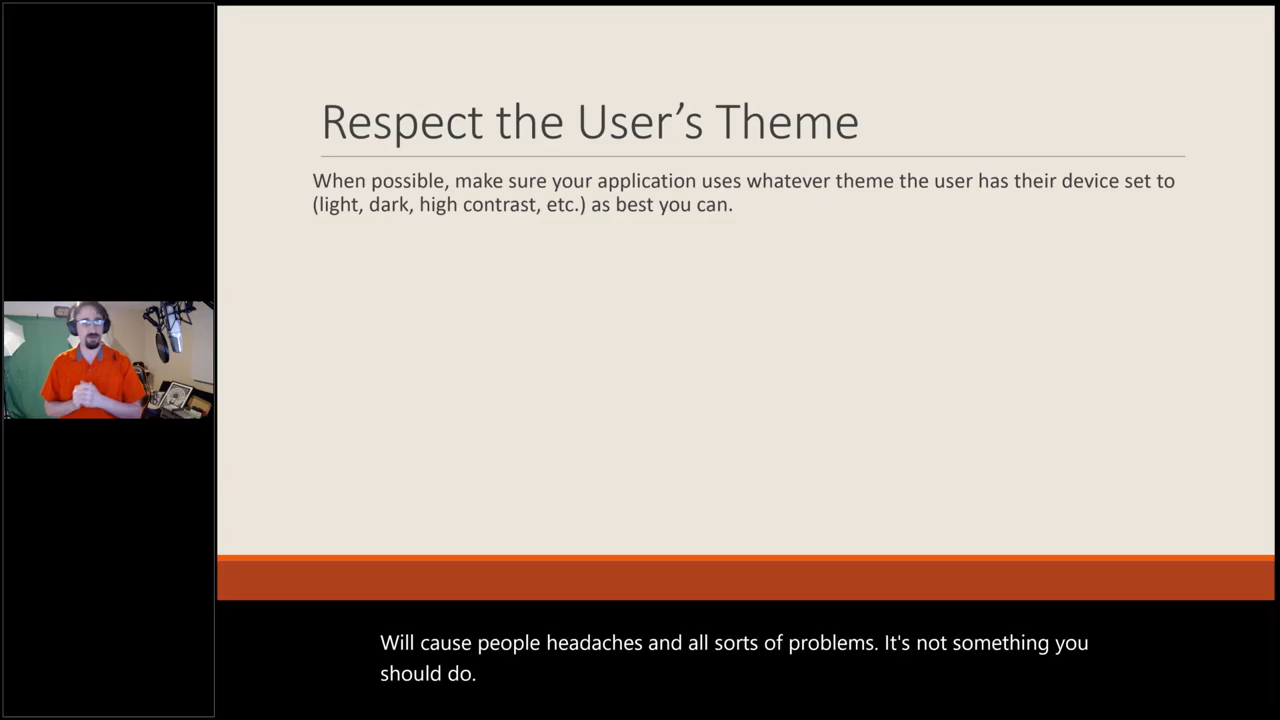 Respect the User’s Theme
When possible, make sure your application uses whatever theme the user has their device set to
(light, dark, high contrast, etc.) as best you can.
Will cause people headaches and all sorts of problems. It's not something you
should do.